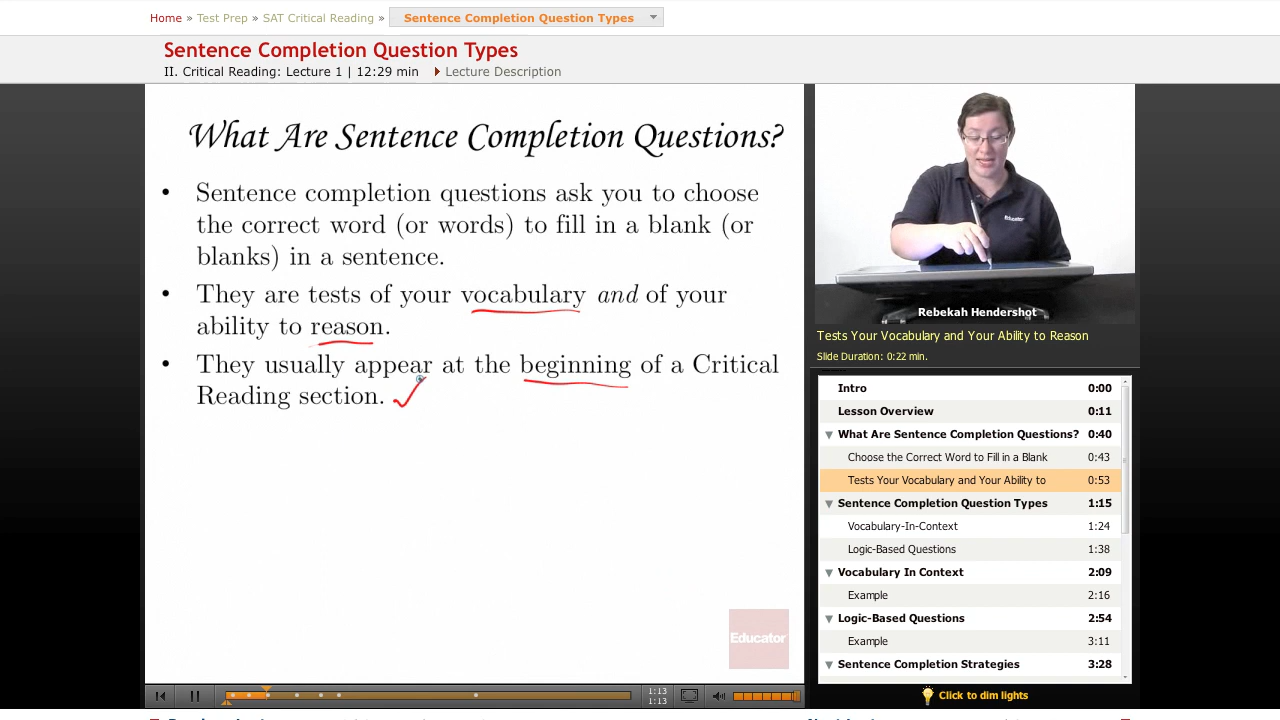 Home » Test Prep » SAT Critical Reading » Sentence Completion Question Types
Sentence Completion Question Types
II. Critical Reading: Lecture 1 | 12:29 min Lecture Description
What Are Sentence Completion Questions?
• Sentence completion questions ask you to choose
the correct word (or words) to fill in a blank (or
blanks) in a sentence.
• They are tests of your vocabulary and of your
ability to reason.
• They usually appear at the beginning of a Critical
Reading section.
Educator
1:13
1:13
Educator
Rebekah Hendershot
Tests Your Vocabulary and Your Ability to Reason
Slide Duration: 0:22 min.
Intro 0:00
Lesson Overview 0:11
What Are Sentence Completion Questions? 0:40
Choose the Correct Word to Fill in a Blank 0:43
Tests Your Vocabulary and Your Ability to 0:53
Sentence Completion Question Types 1:15
Vocabulary-In-Context 1:24
Logic-Based Questions 1:38
Vocabulary In Context 2:09
Example 2:16
Logic-Based Questions 2:54
Example 3:11
Sentence Completion Strategies 3:28
Click to dim lights